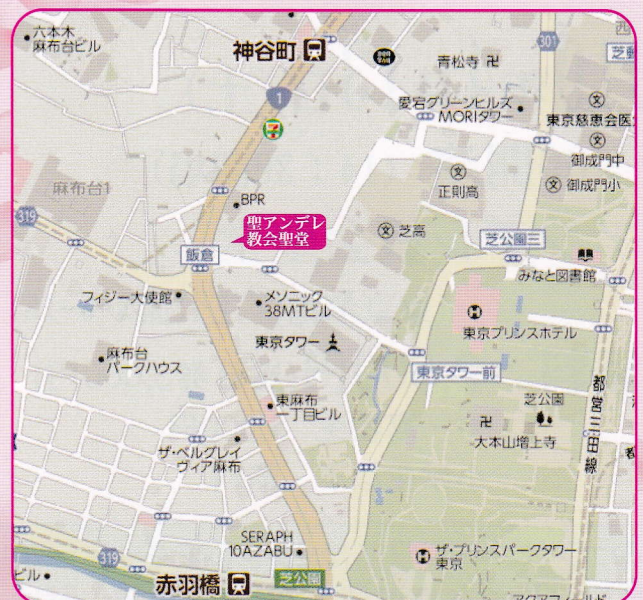 六本木
麻布台ビル
神谷町
青松寺
301
1
愛宕グリーンヒルズ
MORIタワー
東京慈恵会医
御成門中
正則高
御成門小
麻布台1
BPR
319
聖アンデレ
教会聖堂
芝高
芝公園三
飯倉
みなと図書館
フィジー大使館
メソニック
38MTビル
東京プリンスホテル
東京タワー
麻布台
パークハウス
東京タワー前
東麻布
一丁目ビル
芝公園
都営三田線
大本山増上寺
ザ・ベルグレイ
ヴィア麻布
SERAPH
10AZABU
319
ザ・プリンスパークタワー
東京
ビル
赤羽橋
芝公園